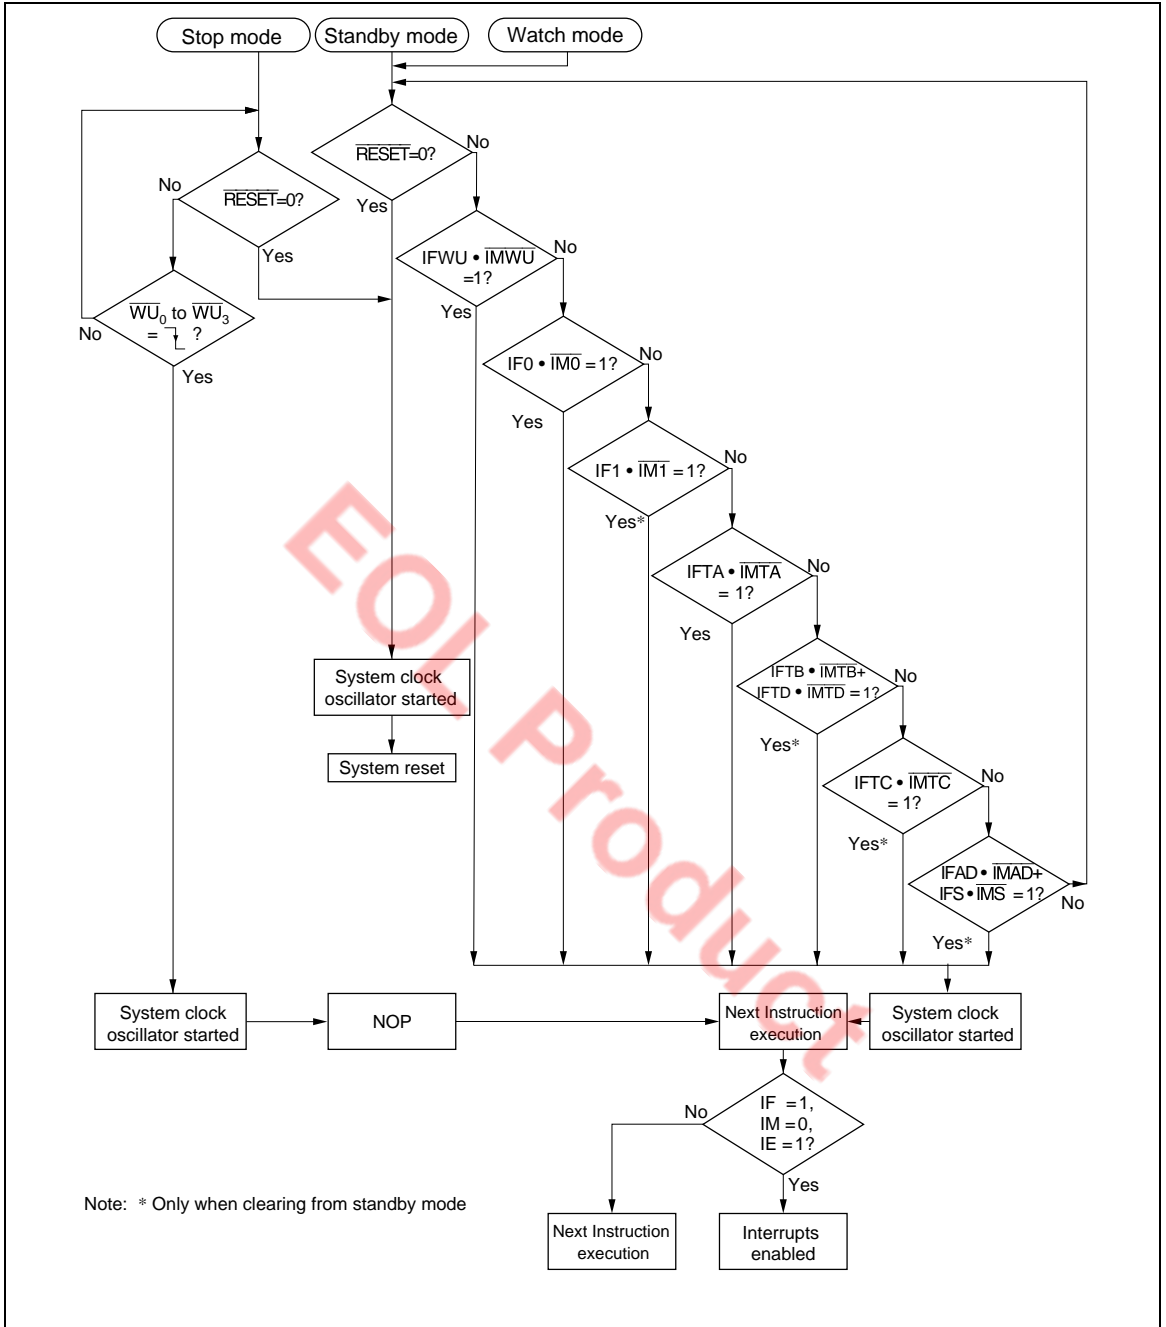 Stop mode
Standby mode
Watch mode
No
RESET=0?
Yes
No
RESET=0?
Yes
IFWU • IMWU
=1?
No
Yes
WU0 to WU3
= ?
No
Yes
IF0 • IM0 = 1?
No
Yes
IF1 • IM1 = 1?
No
Yes*
IFTA • IMTA
= 1?
No
Yes
IFTB • IMTB+
IFTD • IMTD = 1?
No
Yes*
System clock
oscillator started
System reset
IFTC • IMTC
= 1?
No
Yes*
IFAD • IMAD+
IFS • IMS = 1?
No
Yes*
System clock
oscillator started
NOP
Next Instruction
execution
System clock
oscillator started
IF = 1,
IM = 0,
IE = 1?
No
Yes
Note: * Only when clearing from standby mode
Next Instruction
execution
Interrupts
enabled
EOL Product